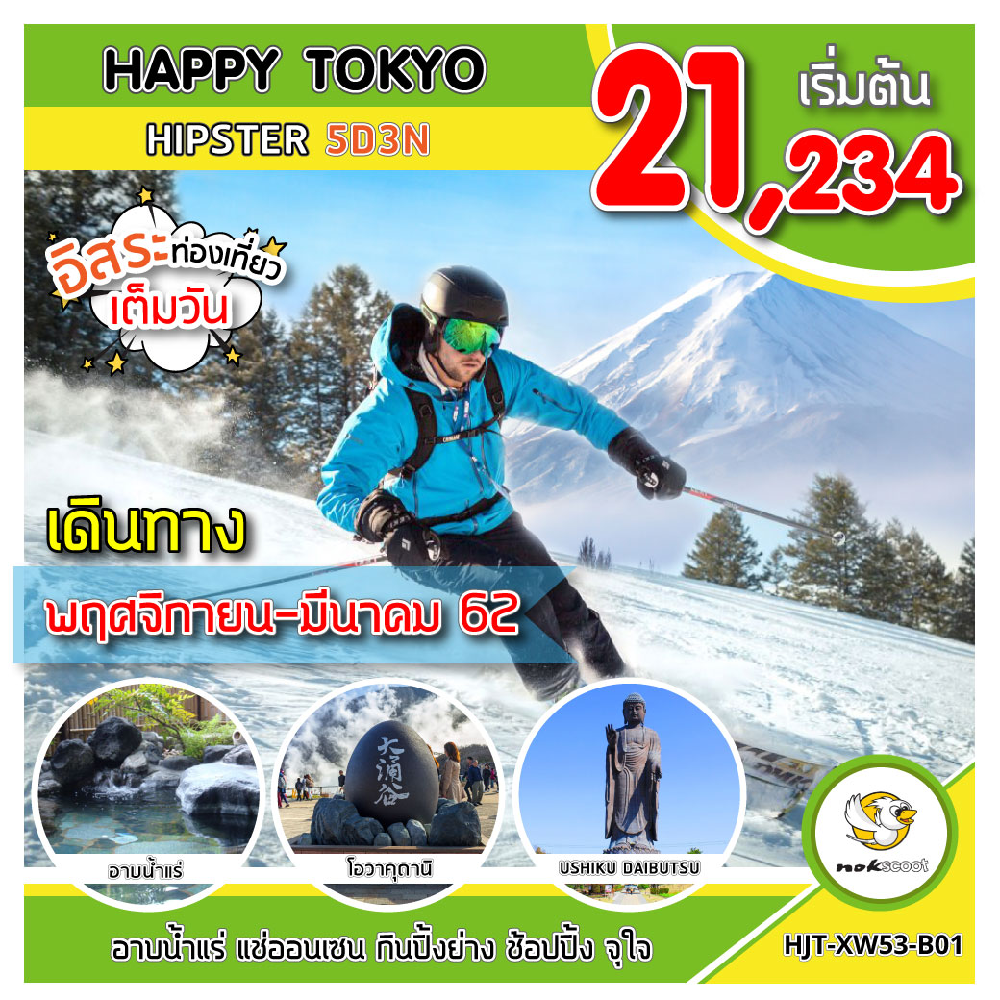 HAPPY TOKYO
HIPSTER 5D3N
เริ่มต้น
21,234
อิสระท่องเที่ยว
เต็มวัน
เดินทาง
พฤศจิกายน-มีนาคม 62
大涌谷
อาบน้ำแร่
โอวาคุดานิ
USHIKU DAIBUTSU
nokscoot
อาบน้ำแร่ แช่ออนเซน กินปิ้งย่าง ช้อปปิ้ง จุใจ
HJT-XW53-B01